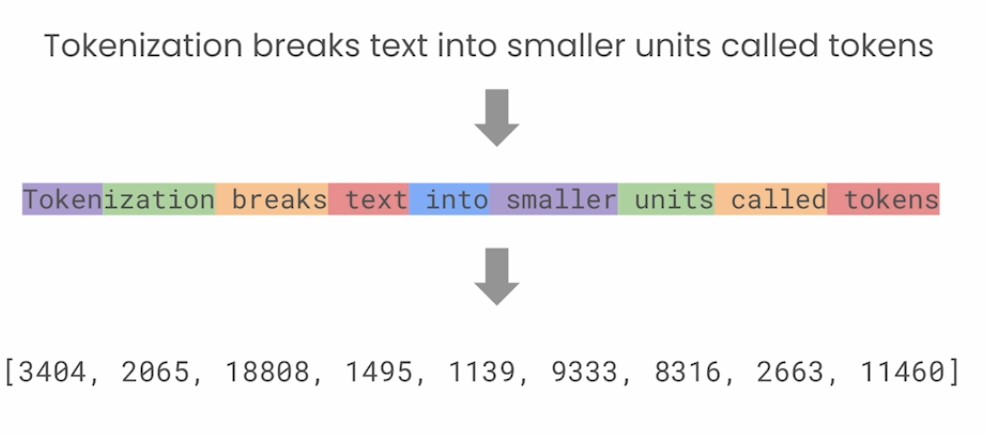 Tokenization breaks text into smaller units called tokens
Tokenization breaks text into smaller units called tokens
[3404, 2065, 18808, 1495, 1139, 9333, 8316, 2663, 11460]